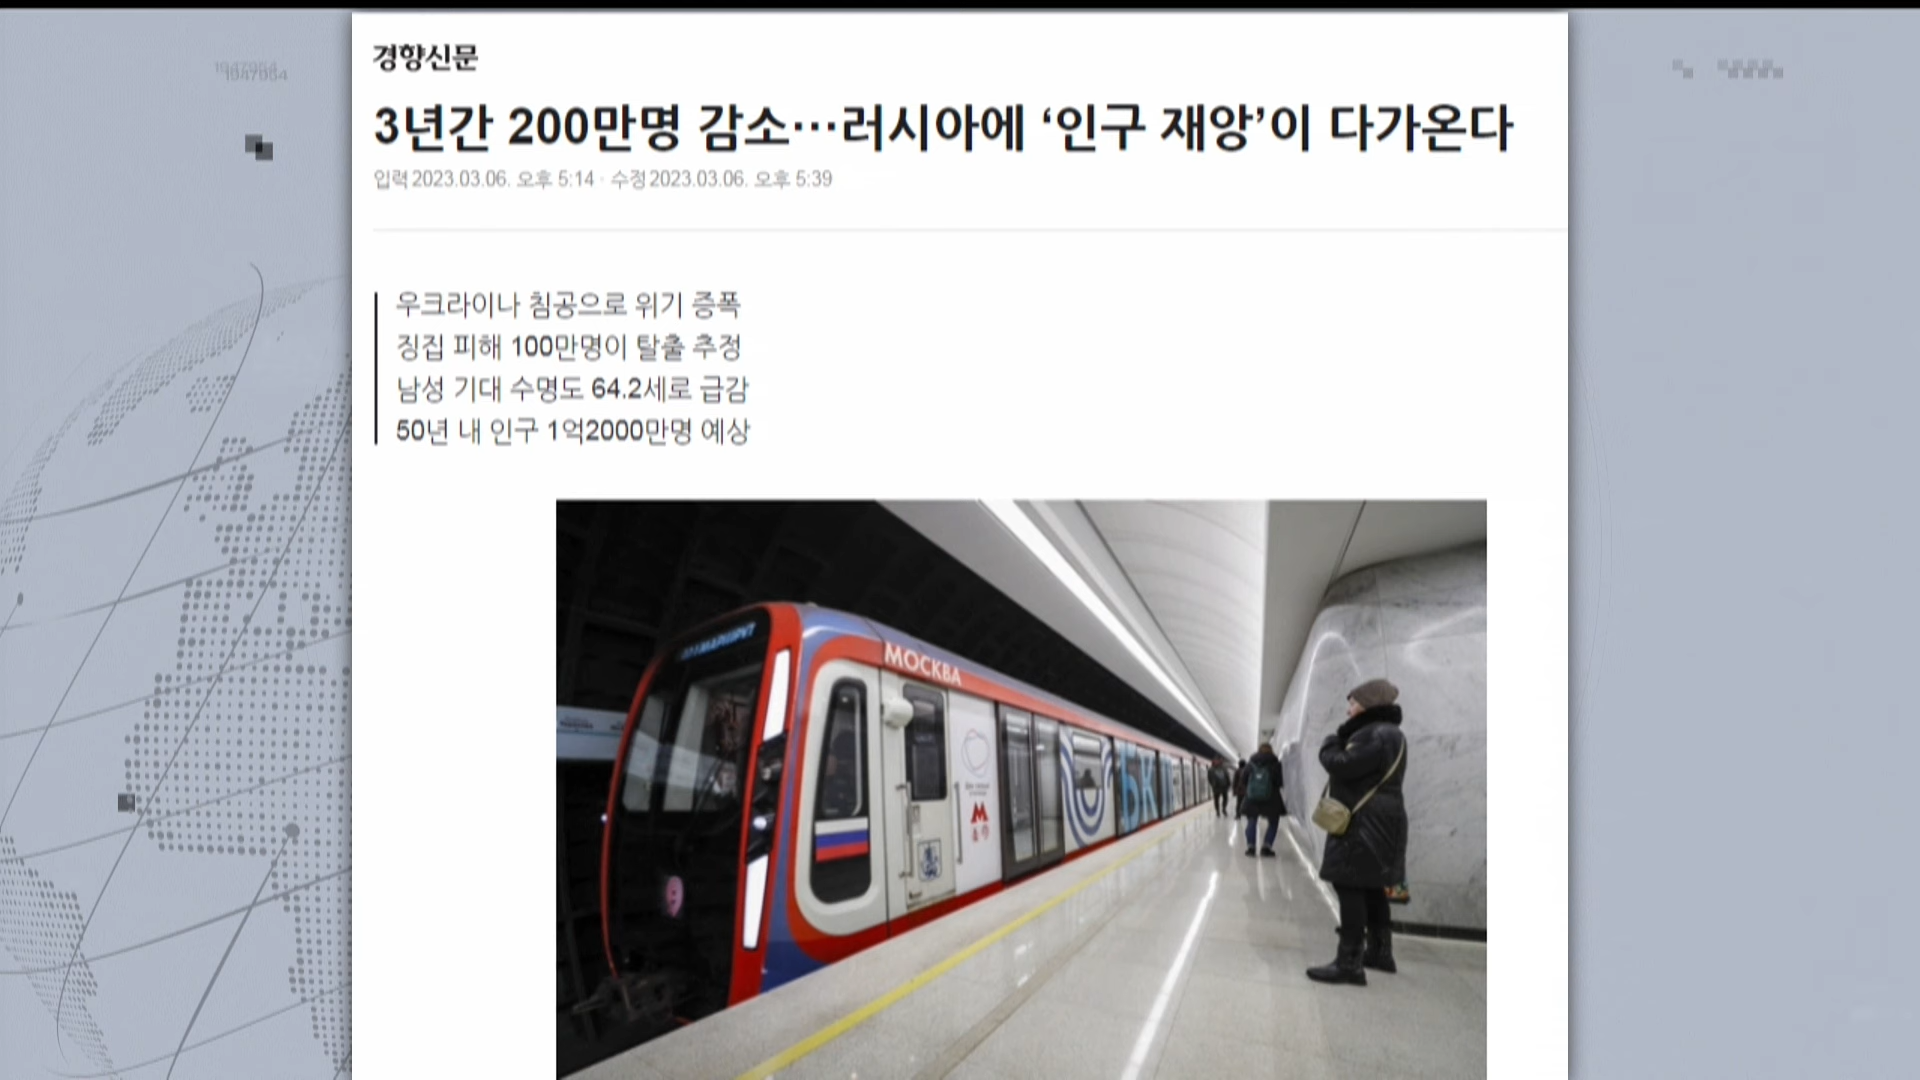 1947954
1947954
경향신문
3년간 200만명 감소…러시아에 ‘인구 재앙’이 다가온다
입력 2023.03.06. 오후 5:14 · 수정 2023.03.06. 오후 5:39
우크라이나 침공으로 위기 증폭
징집 피해 100만명이 탈출 추정
남성 기대 수명도 64.2세로 급감
50년 내 인구 1억2000만명 예상
МОСКВА
М